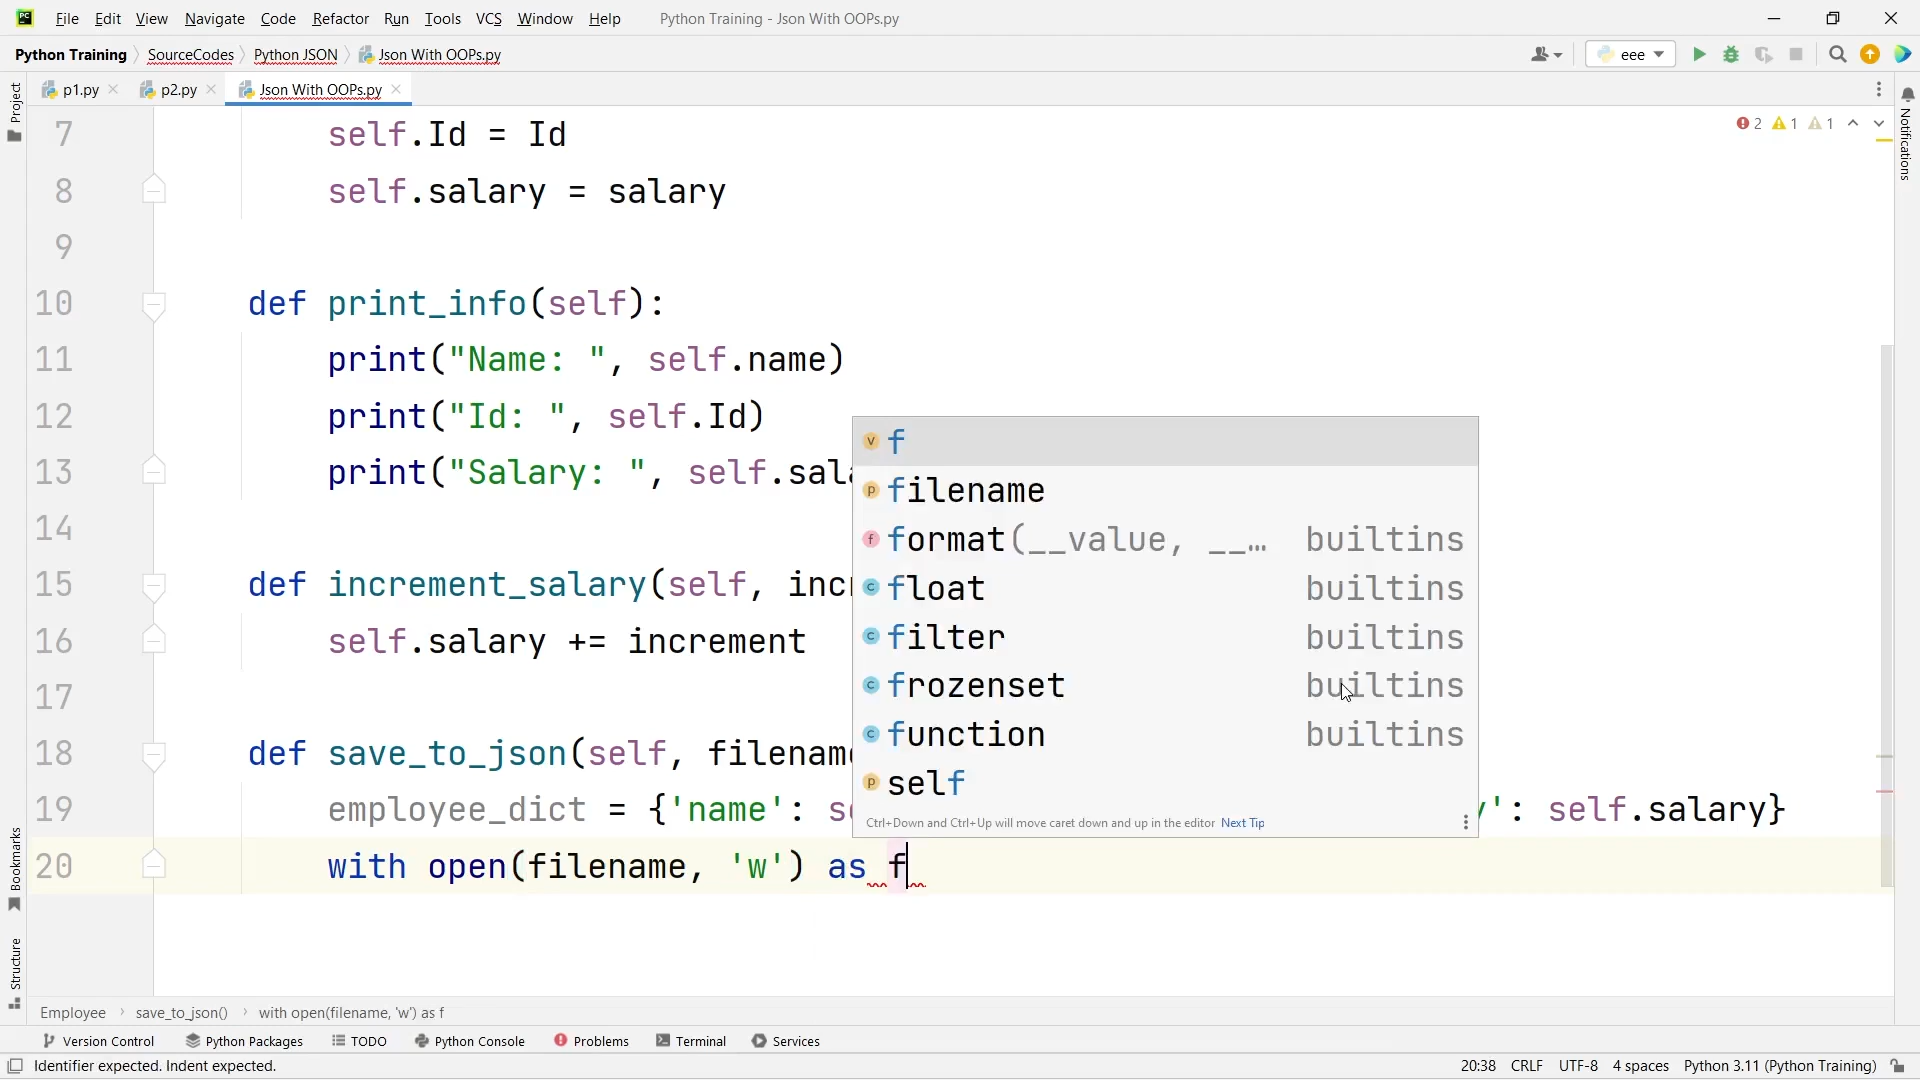 File Edit View Navigate Code Refactor Run Tools VCS Window Help Python Training - Json With OOPs.py
Python Training SourceCodes Python JSON Json With OOPs.py eee
p1.py p2.py Json With OOPs.py
Project
Notifications
2 1 1
7 self.Id = Id
8 self.salary = salary
9
10 def print_info(self):
11 print("Name: ", self.name)
12 print("Id: ", self.Id)
13 print("Salary: ", self.sala
14
15 def increment_salary(self, incr
16 self.salary += increment
17
18 def save_to_json(self, filename
19 employee_dict = {'name': se y': self.salary}
20 with open(filename, 'w') as f
v f
p filename
f format(__value, __… builtins
c float builtins
c filter builtins
c frozenset builtins
c function builtins
p self
Ctrl+Down and Ctrl+Up will move caret down and up in the editor Next Tip
Bookmarks
Structure
Employee save_to_json() with open(filename, 'w') as f
Version Control Python Packages TODO Python Console Problems Terminal Services
Identifier expected. Indent expected. 20:38 CRLF UTF-8 4 spaces Python 3.11 (Python Training)